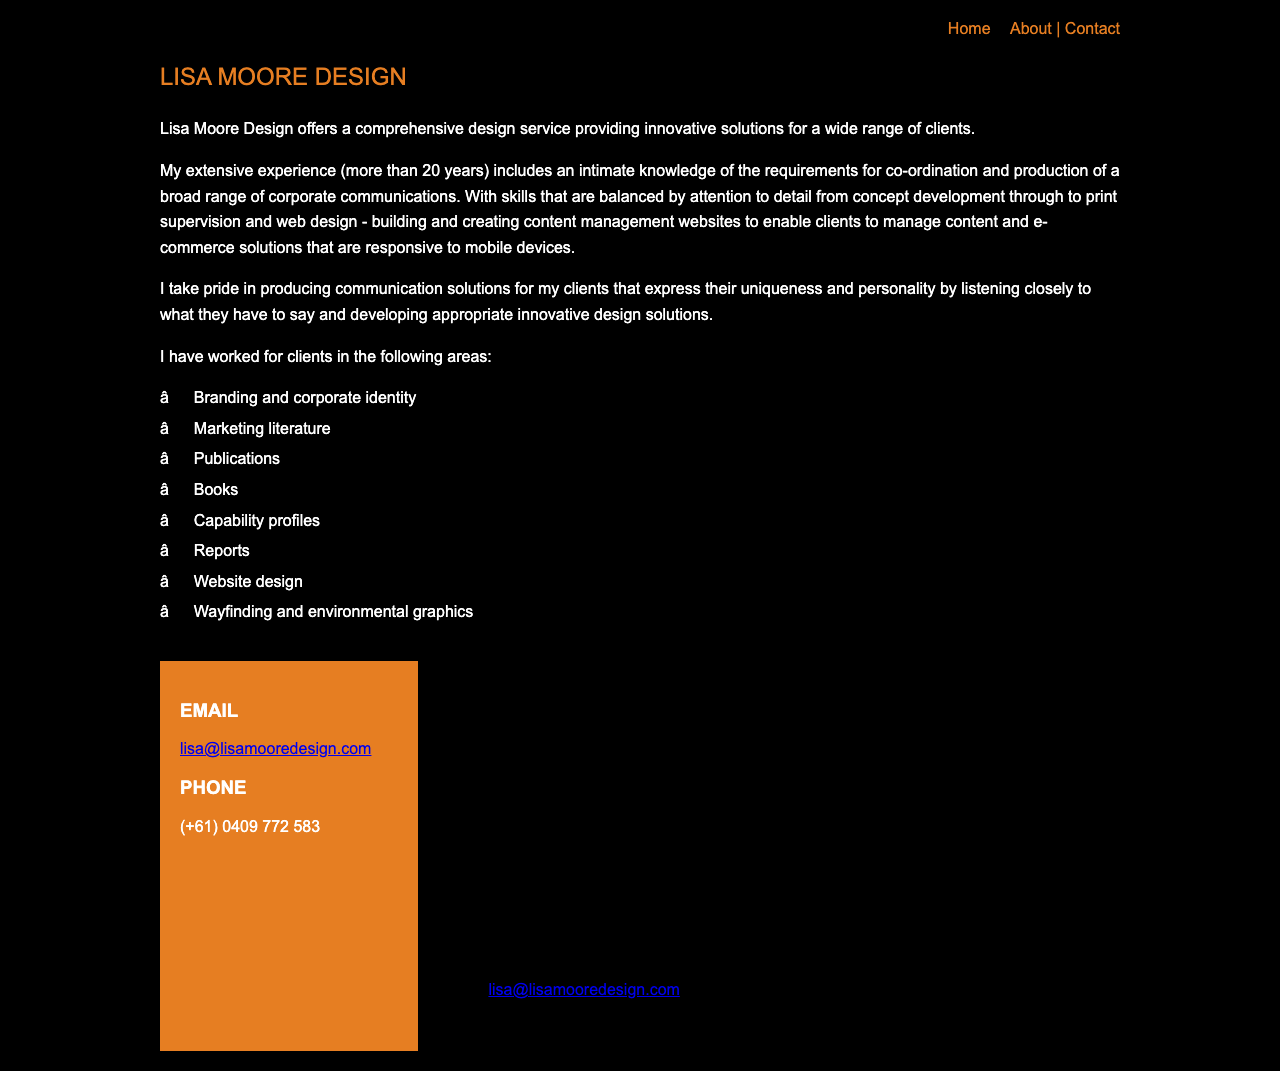 Home About | Contact
LISA MOORE DESIGN
Lisa Moore Design offers a comprehensive design service providing innovative solutions for a wide range of clients.
My extensive experience (more than 20 years) includes an intimate knowledge of the requirements for co-ordination and production of a
broad range of corporate communications. With skills that are balanced by attention to detail from concept development through to print
supervision and web design - building and creating content management websites to enable clients to manage content and e-
commerce solutions that are responsive to mobile devices.
I take pride in producing communication solutions for my clients that express their uniqueness and personality by listening closely to
what they have to say and developing appropriate innovative design solutions.
I have worked for clients in the following areas:
â Branding and corporate identity
â Marketing literature
â Publications
â Books
â Capability profiles
â Reports
â Website design
â Wayfinding and environmental graphics
EMAIL
lisa@lisamooredesign.com
PHONE
(+61) 0409 772 583
lisa@lisamooredesign.com